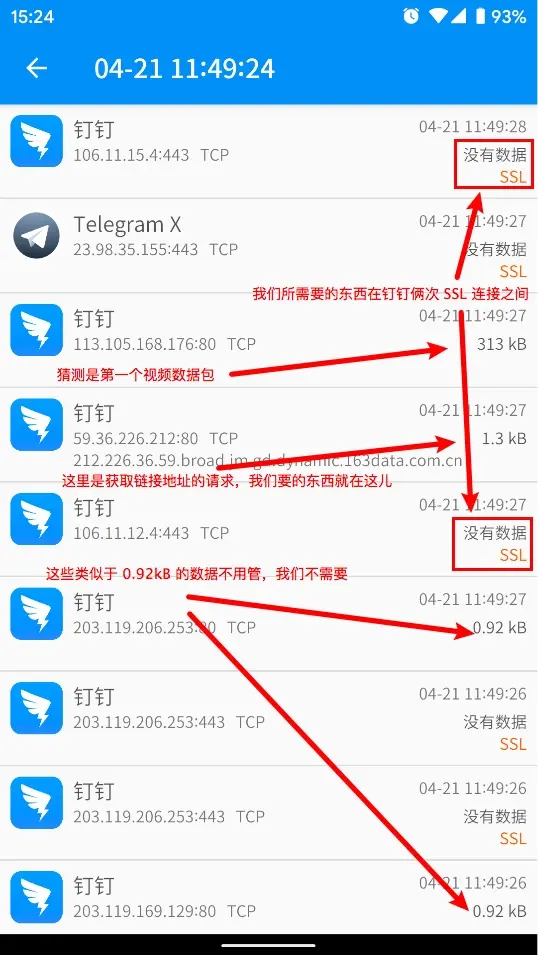 15:24
93%
04-21 11:49:24
钉钉
04-21 11:49:28
106.11.15.4:443 TCP
没有数据
SSL
Telegram X
04-21 11:49:27
23.98.35.155:443 TCP
没有数据
SSL
我们所需要的东西在钉钉俩次 SSL 连接之间
钉钉
04-21 11:49:27
113.105.168.176:80 TCP
313 kB
猜测是第一个视频数据包
钉钉
04-21 11:49:27
59.36.226.212:80 TCP
1.3 kB
212.226.36.59.broad.jm.gd.dynamic.163data.com.cn
这里是获取链接地址的请求，我们要的东西就在这儿
钉钉
04-21 11:49:27
106.11.12.4:443 TCP
没有数据
SSL
这些类似于 0.92kB 的数据不用管，我们不需要
钉钉
04-21 11:49:27
203.119.206.253:80 TCP
0.92 kB
钉钉
04-21 11:49:26
203.119.206.253:443 TCP
没有数据
SSL
钉钉
04-21 11:49:26
203.119.206.253:443 TCP
没有数据
SSL
钉钉
04-21 11:49:26
203.119.169.129:80 TCP
0.92 kB